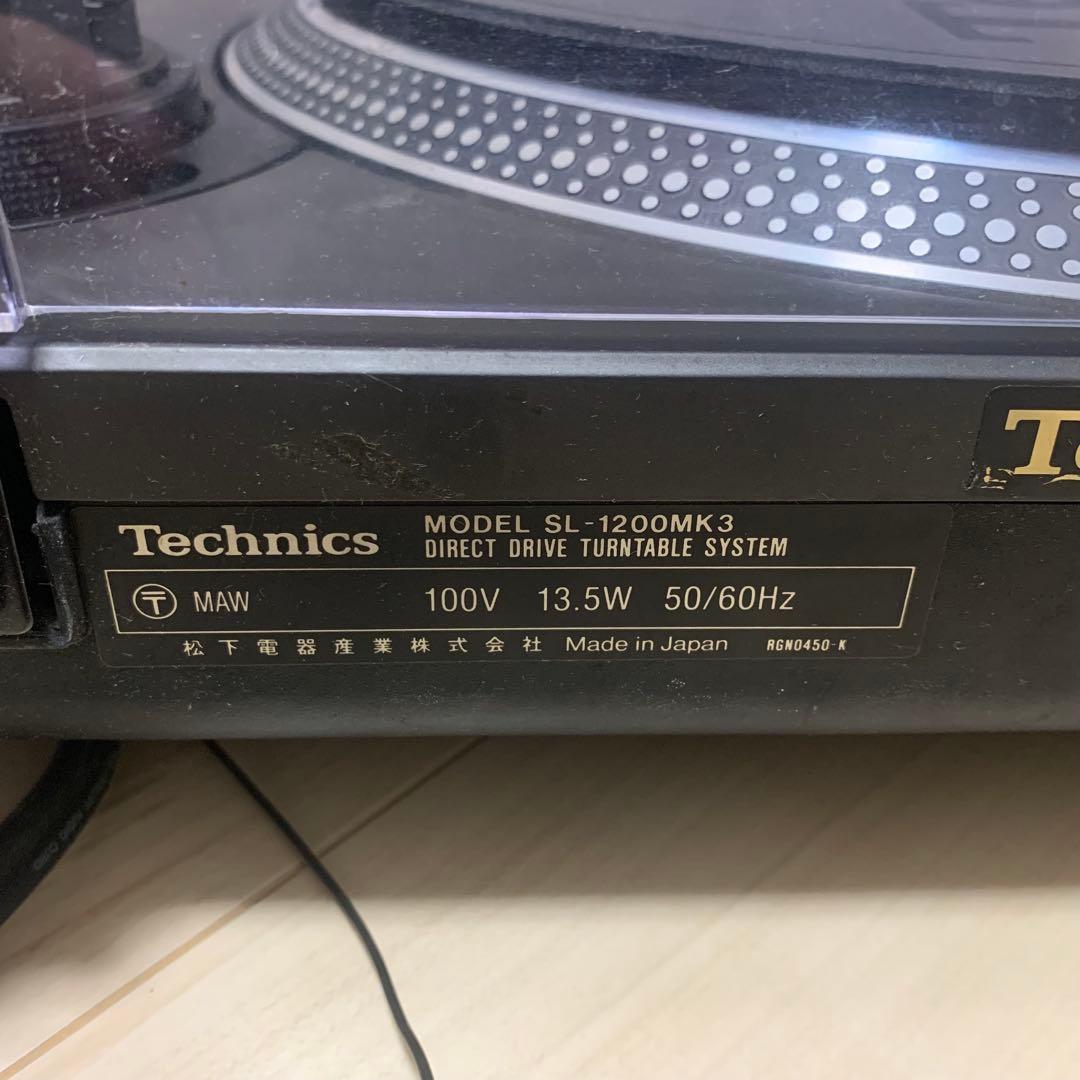 Technics
MODEL SL-1200MK3
DIRECT DRIVE TURNTABLE SYSTEM
〶 MAW 100V 13.5W 50/60Hz
松下電器産業株式会社 Made in Japan RGN0450-K